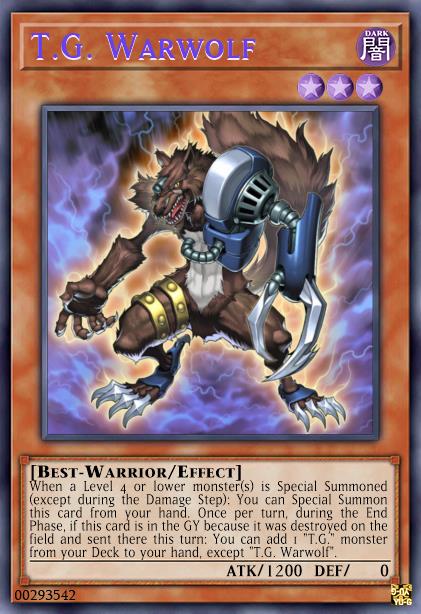 T.G. Warwolf
DARK
闇
[Best-Warrior/Effect]
When a Level 4 or lower monster(s) is Special Summoned
(except during the Damage Step): You can Special Summon
this card from your hand. Once per turn, during the End
Phase, if this card is in the GY because it was destroyed on the
field and sent there this turn: You can add 1 "T.G." monster
from your Deck to your hand, except "T.G. Warwolf".
ATK/1200 DEF/ 0
00293542